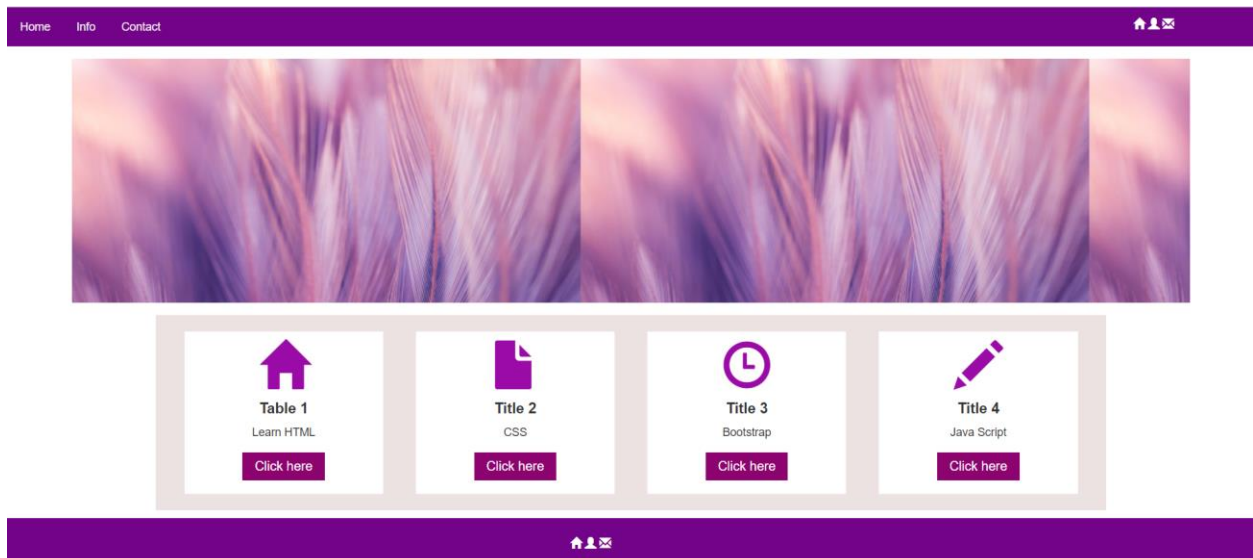 Home Info Contact
Table 1 Title 2 Title 3 Title 4
Learn HTML CSS Bootstrap Java Script
Click here Click here Click here Click here